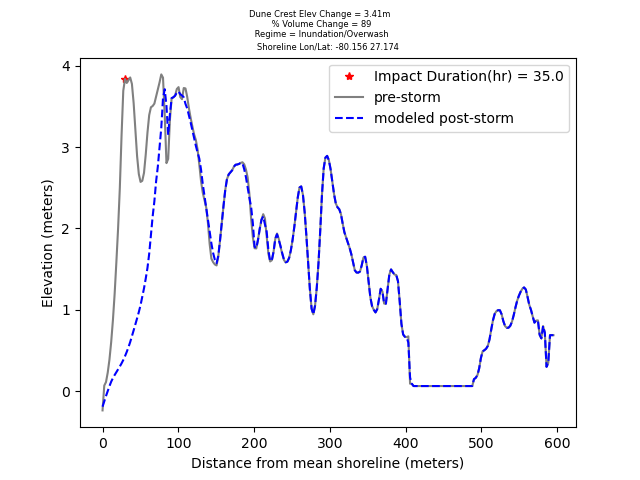 Dune Crest Elev Change = 3.41m
% Volume Change = 89
Regime = Inundation/Overwash
Shoreline Lon/Lat: -80.156 27.174
Impact Duration(hr) = 35.0
pre-storm
modeled post-storm
Elevation (meters)
4
3
2
1
0
0 100 200 300 400 500 600
Distance from mean shoreline (meters)